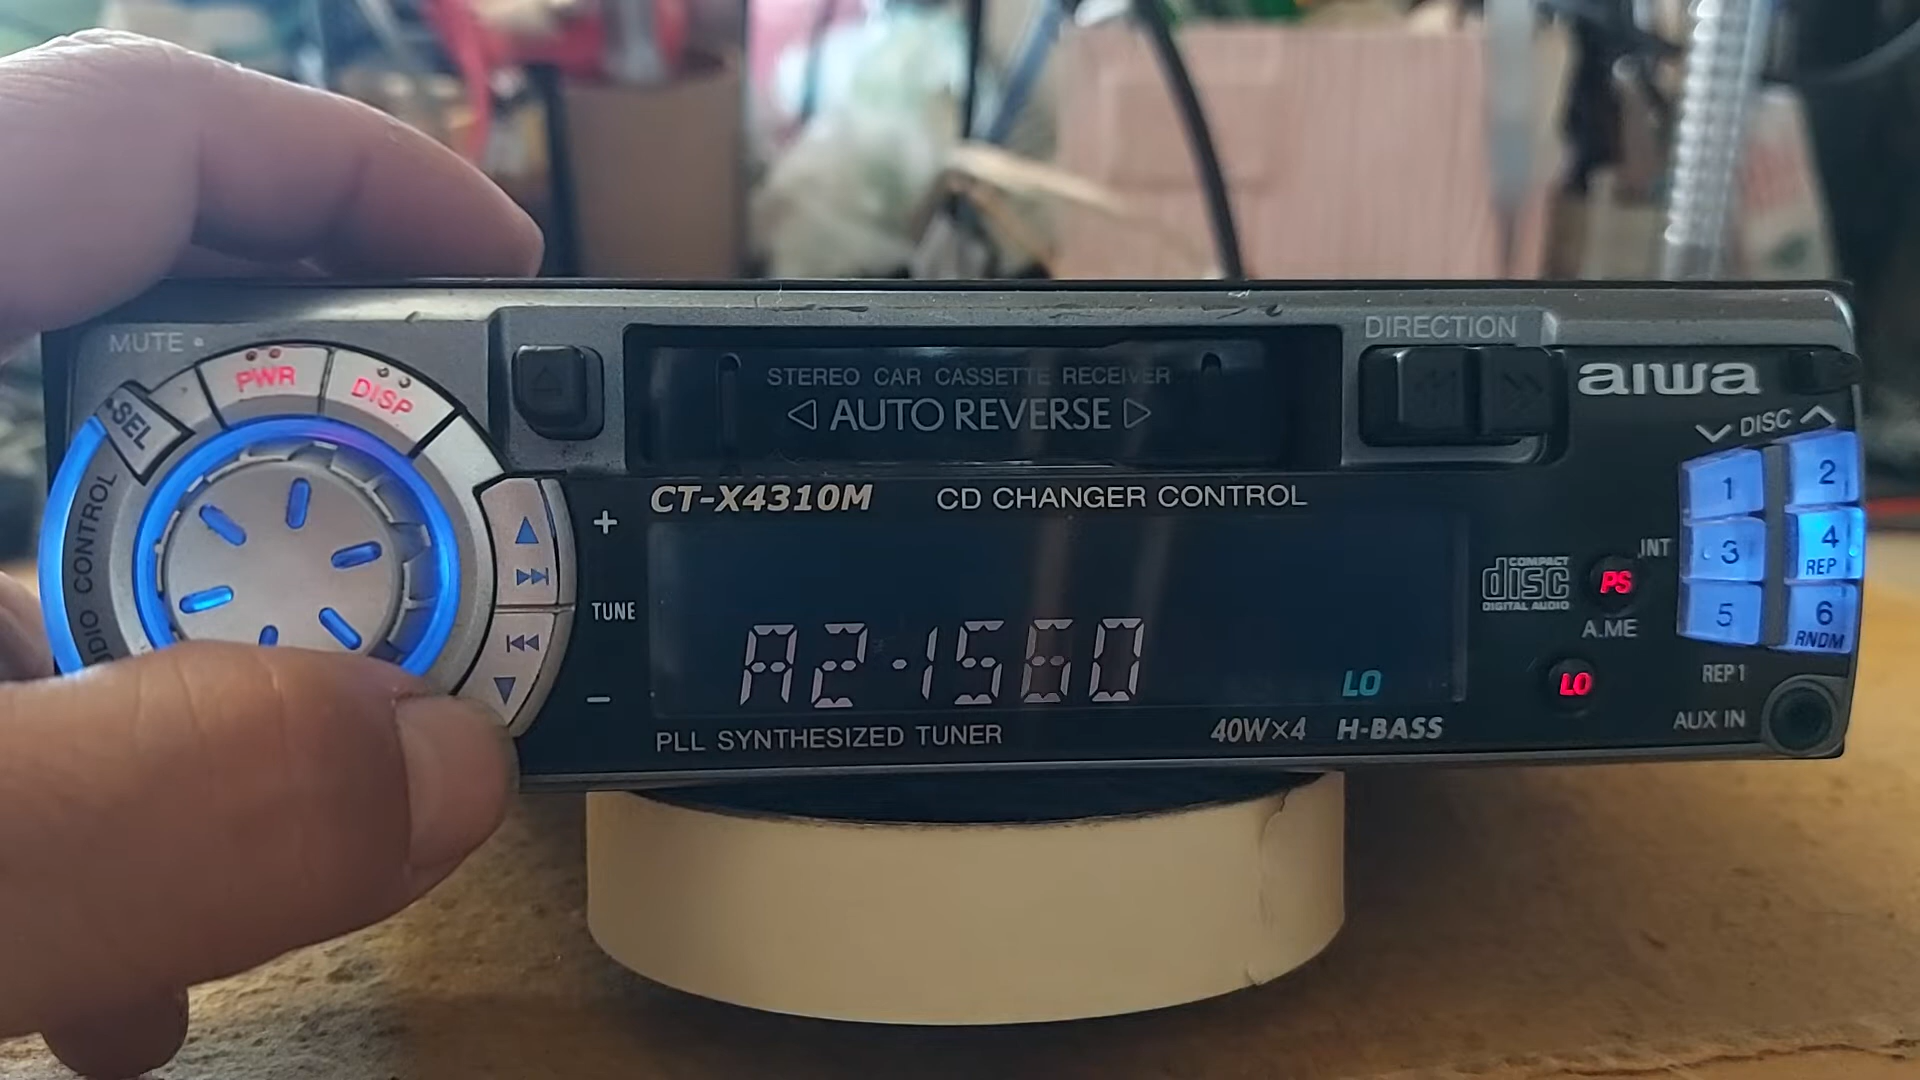 MUTE
PWR
DISP
SEL
AUDIO CONTROL
STEREO CAR CASSETTE RECEIVER
AUTO REVERSE
DIRECTION
aiwa
DISC
CT-X4310M
CD CHANGER CONTROL
+
TUNE
−
A2-1560
LO
PLL SYNTHESIZED TUNER
40W×4
H-BASS
COMPACT
disc
DIGITAL AUDIO
INT
PS
A.ME
LO
1
2
3
4
REP
5
6
RNDM
REP 1
AUX IN